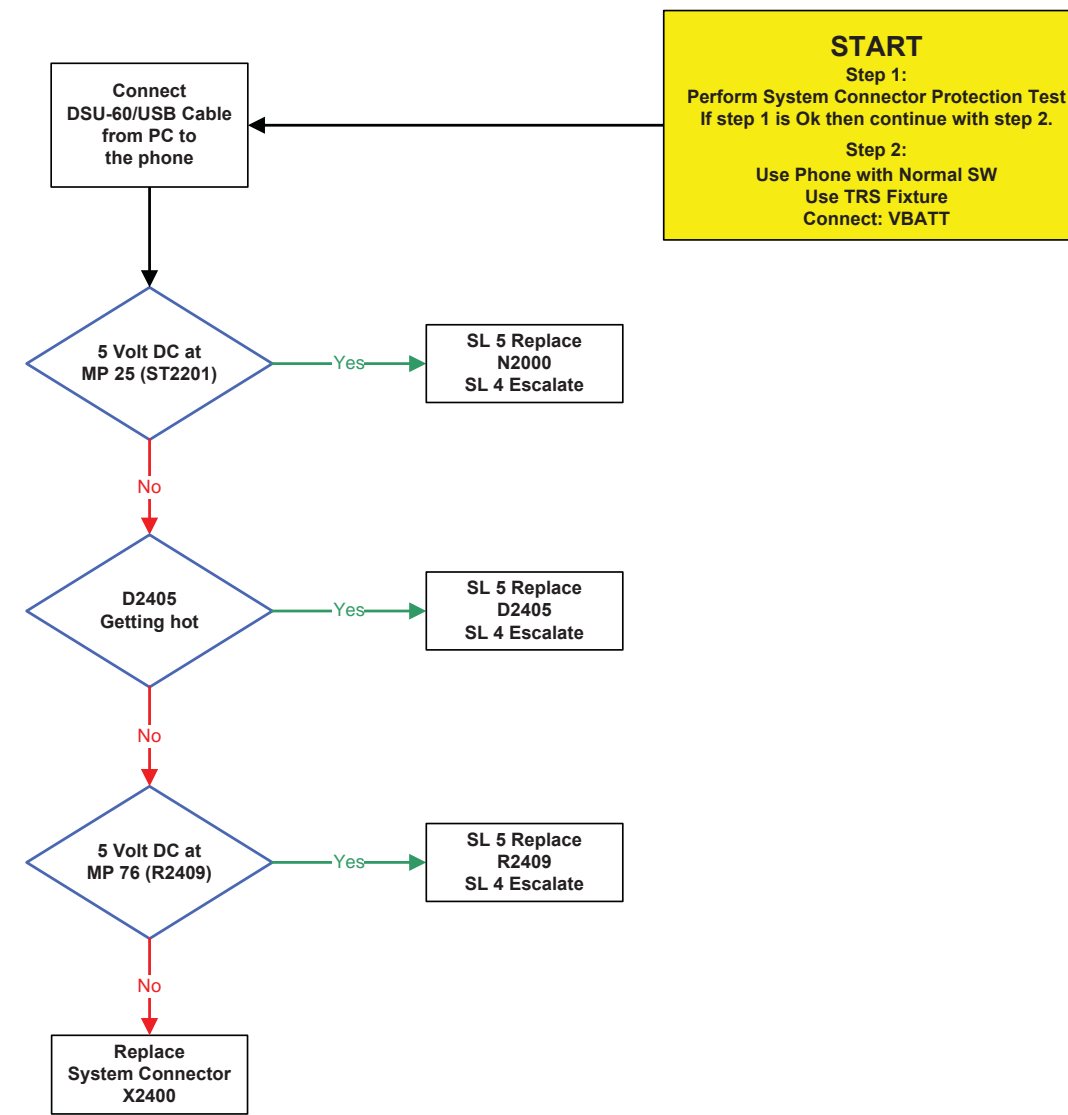 START
Step 1:
Perform System Connector Protection Test
If step 1 is Ok then continue with step 2.
Step 2:
Use Phone with Normal SW
Use TRS Fixture
Connect: VBATT
Connect
DSU-60/USB Cable
from PC to
the phone
5 Volt DC at
MP 25 (ST2201)
Yes
SL 5 Replace
N2000
SL 4 Escalate
No
D2405
Getting hot
Yes
SL 5 Replace
D2405
SL 4 Escalate
No
5 Volt DC at
MP 76 (R2409)
Yes
SL 5 Replace
R2409
SL 4 Escalate
No
Replace
System Connector
X2400